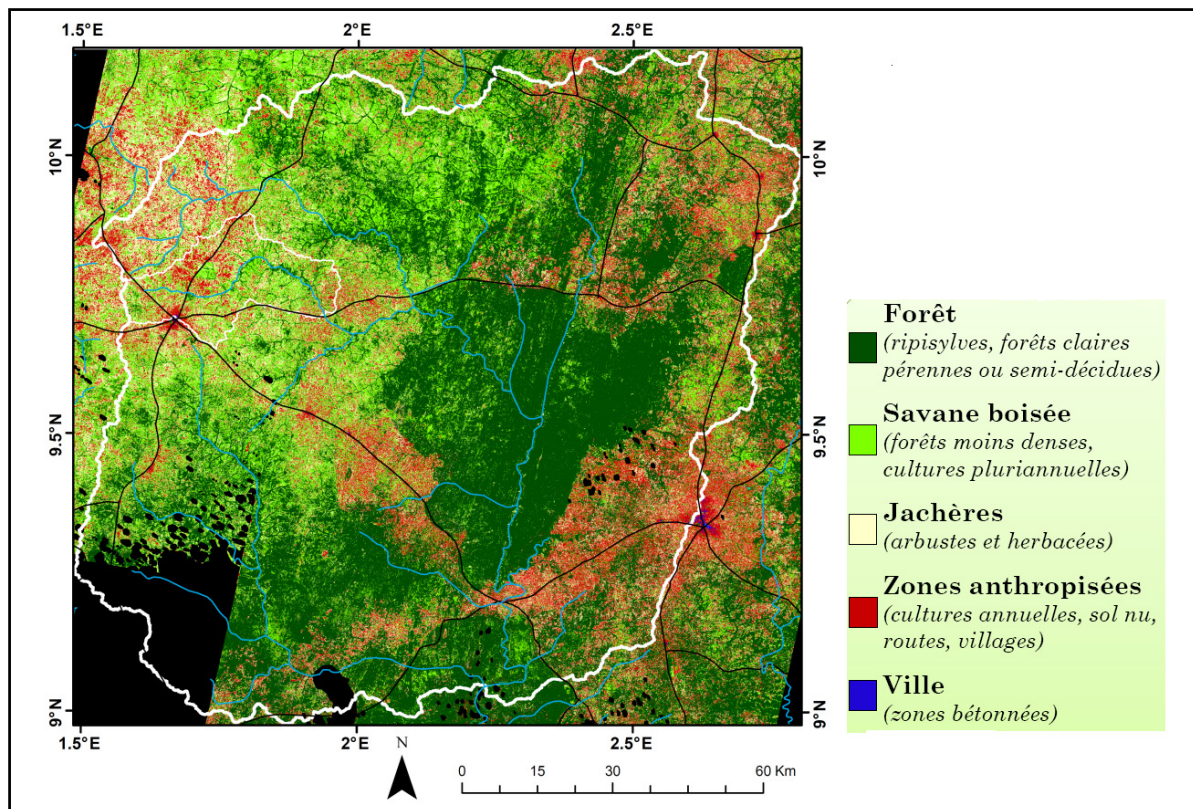 1.5°E 2°E 2.5°E
10°N 10°N
9.5°N 9.5°N
9°N 9°N
1.5°E 2°E 2.5°E
N
0 15 30 60 Km
Forêt
(ripisylves, forêts claires
pérennes ou semi-décidues)
Savane boisée
(forêts moins denses,
cultures pluriannuelles)
Jachères
(arbustes et herbacées)
Zones anthropisées
(cultures annuelles, sol nu,
routes, villages)
Ville
(zones bétonnées)